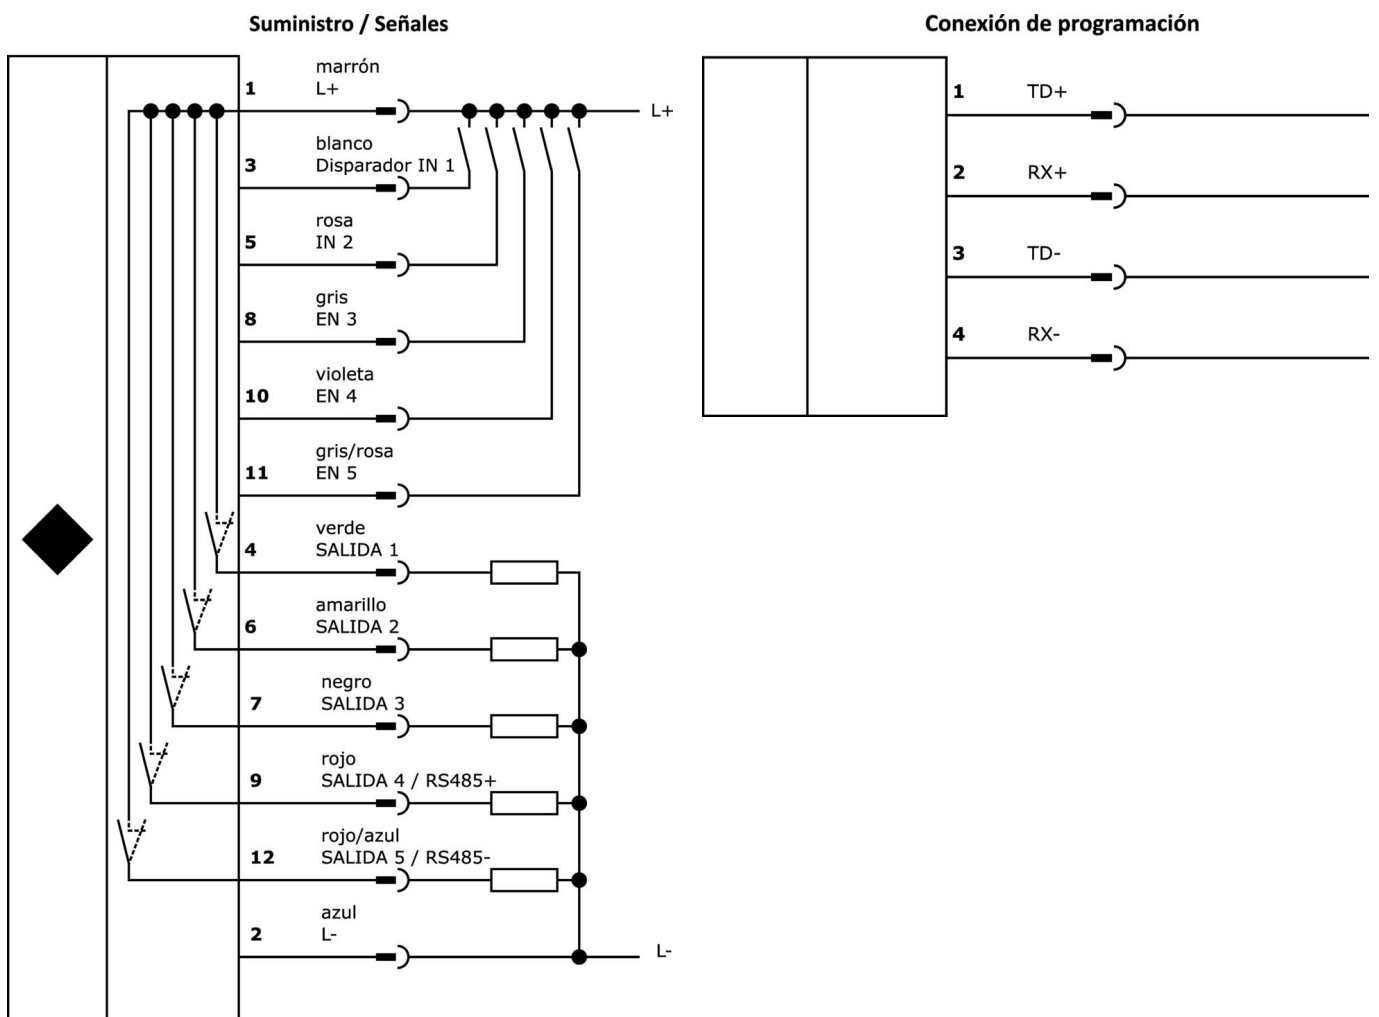 Suministro / Señales
marrón
1 L+
L+
blanco
3 Disparador IN 1
rosa
5 IN 2
gris
8 EN 3
violeta
10 EN 4
gris/rosa
11 EN 5
verde
4 SALIDA 1
amarillo
6 SALIDA 2
negro
7 SALIDA 3
rojo
9 SALIDA 4 / RS485+
rojo/azul
12 SALIDA 5 / RS485-
azul
2 L-
L-
Conexión de programación
1 TD+
2 RX+
3 TD-
4 RX-